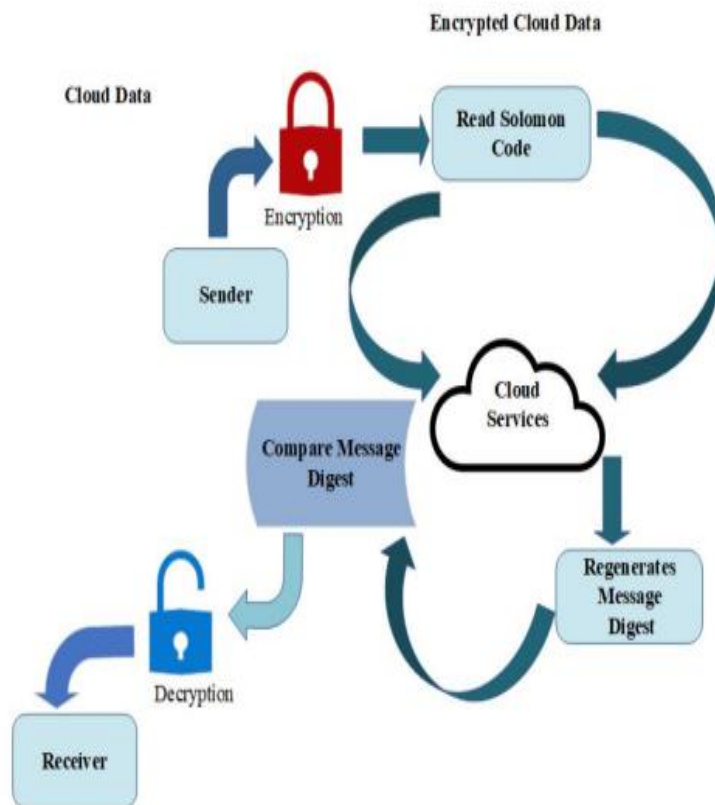 Encrypted Cloud Data
Cloud Data
Read Solomon
Code
Encryption
Sender
Cloud
Services
Compare Message
Digest
Regenerates
Message
Digest
Decryption
Receiver